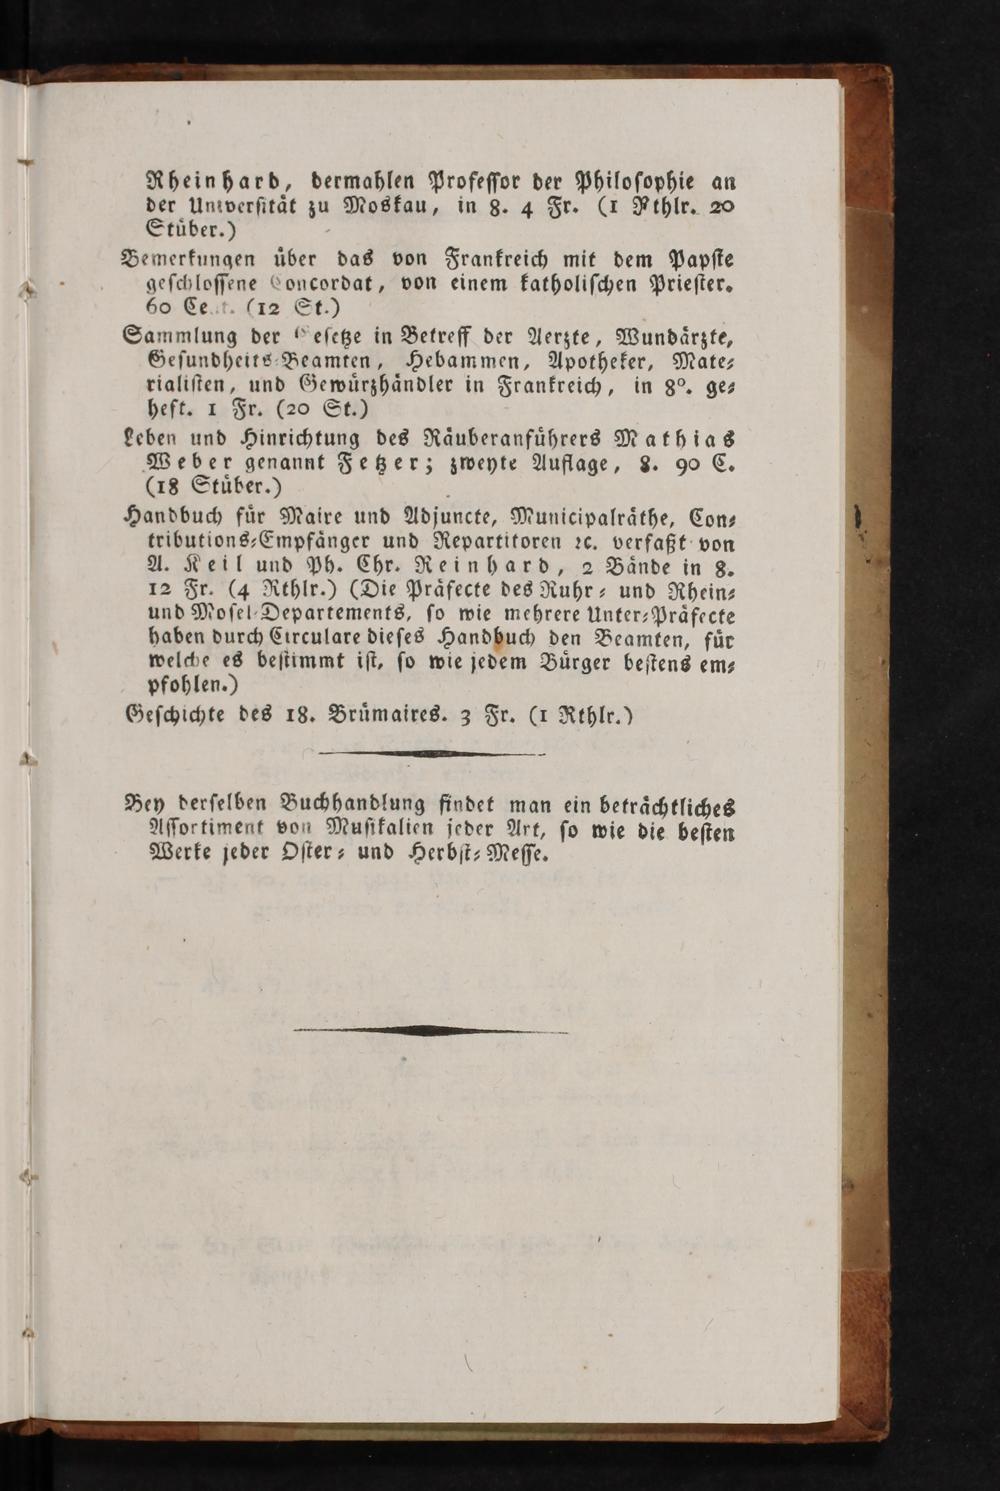 Rheinhard, dermahlen Professor der Philosophie an
der Universität zu Moskau, in 8. 4 Fr. (1 Rthlr. 20
Stüber.)
Bemerkungen über das von Frankreich mit dem Papste
geschlossene Concordat, von einem katholischen Priester.
60 Cent. (12 St.)
Sammlung der Gesetze in Betreff der Aerzte, Wundärzte,
Gesundheits-Beamten, Hebammen, Apotheker, Mate-
rialisten, und Gewürzhändler in Frankreich, in 8°. ge-
heft. 1 Fr. (20 St.)
Leben und Hinrichtung des Räuberanführers Mathias
Weber genannt Fetzer; zweyte Auflage, 8. 90 C.
(18 Stüber.)
Handbuch für Maire und Adjuncte, Municipalräthe, Con-
tributions-Empfänger und Repartitoren ꝛc. verfaßt von
A. Keil und Ph. Chr. Reinhard, 2 Bände in 8.
12 Fr. (4 Rthlr.) (Die Präfecte des Ruhr- und Rhein-
und Mosel-Departements, so wie mehrere Unter-Präfecte
haben durch Circulare dieses Handbuch den Beamten, für
welche es bestimmt ist, so wie jedem Bürger bestens em-
pfohlen.)
Geschichte des 18. Brümaires. 3 Fr. (1 Rthlr.)
Bey derselben Buchhandlung findet man ein beträchtliches
Assortiment von Musikalien jeder Art, so wie die besten
Werke jeder Oster- und Herbst-Messe.